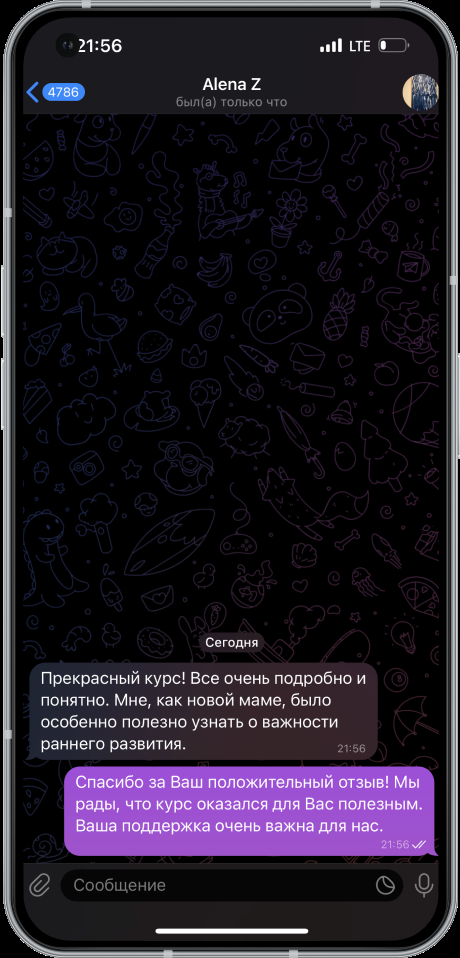 21:56
LTE
4786
Alena Z
был(а) только что
Сегодня
Прекрасный курс! Все очень подробно и
понятно. Мне, как новой маме, было
особенно полезно узнать о важности
раннего развития.
21:56
Спасибо за Ваш положительный отзыв! Мы
рады, что курс оказался для Вас полезным.
Ваша поддержка очень важна для нас.
21:56
Сообщение